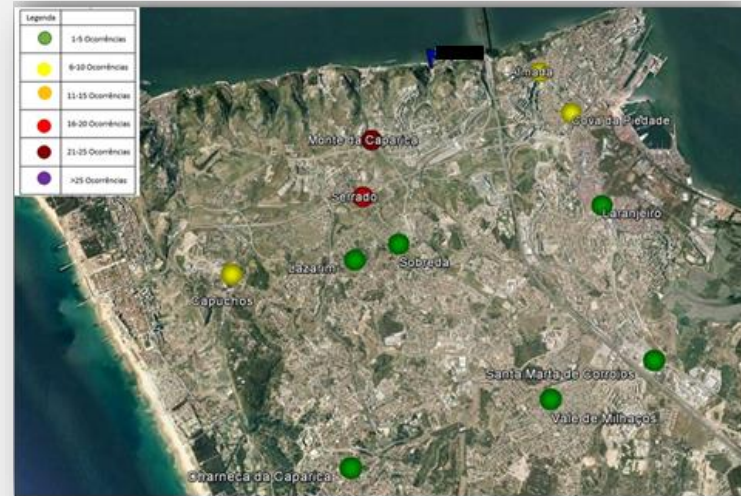 Legenda
1-5 Ocorrências
6-10 Ocorrências
11-15 Ocorrências
16-20 Ocorrências
21-25 Ocorrências
>25 Ocorrências
Almada
Cova da Piedade
Monte da Caparica
Serrado
Laranjeiro
Sobreda
Lazarim
Capuchos
Santa Marta de Corroios
Vale de Milhaços
Charneca da Caparica